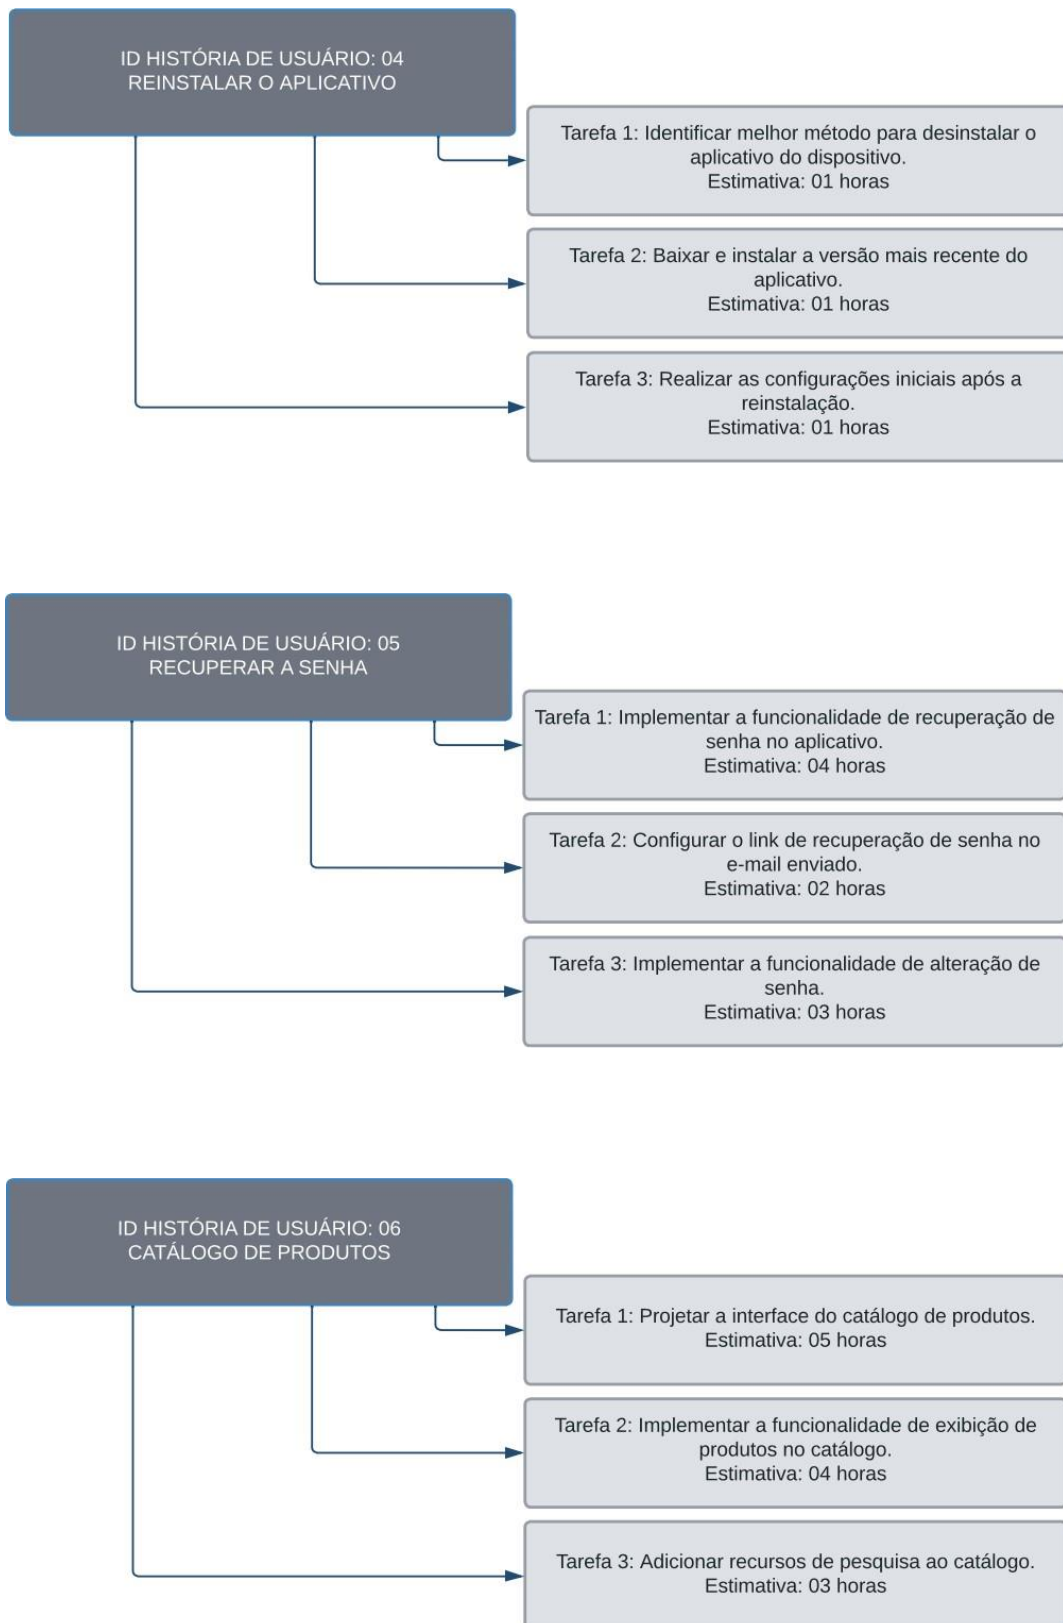 ID HISTÓRIA DE USUÁRIO: 04
REINSTALAR O APLICATIVO
Tarefa 1: Identificar melhor método para desinstalar o
aplicativo do dispositivo.
Estimativa: 01 horas
Tarefa 2: Baixar e instalar a versão mais recente do
aplicativo.
Estimativa: 01 horas
Tarefa 3: Realizar as configurações iniciais após a
reinstalação.
Estimativa: 01 horas
ID HISTÓRIA DE USUÁRIO: 05
RECUPERAR A SENHA
Tarefa 1: Implementar a funcionalidade de recuperação de
senha no aplicativo.
Estimativa: 04 horas
Tarefa 2: Configurar o link de recuperação de senha no
e-mail enviado.
Estimativa: 02 horas
Tarefa 3: Implementar a funcionalidade de alteração de
senha.
Estimativa: 03 horas
ID HISTÓRIA DE USUÁRIO: 06
CATÁLOGO DE PRODUTOS
Tarefa 1: Projetar a interface do catálogo de produtos.
Estimativa: 05 horas
Tarefa 2: Implementar a funcionalidade de exibição de
produtos no catálogo.
Estimativa: 04 horas
Tarefa 3: Adicionar recursos de pesquisa ao catálogo.
Estimativa: 03 horas